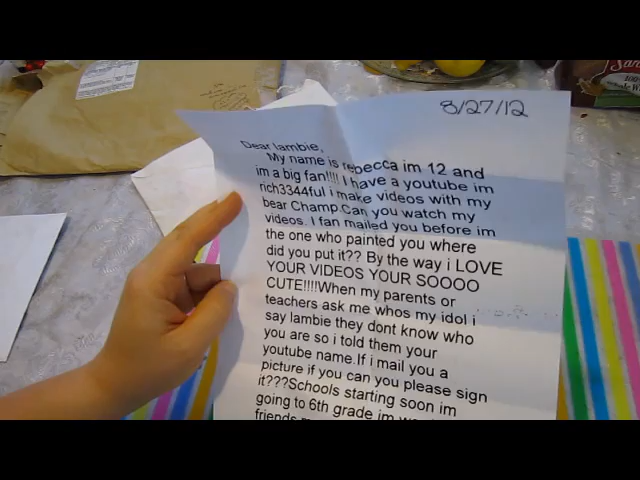 8/27/12
Dear lambie,
My name is rebecca im 12 and
im a big fan!!!! I have a youtube im
rich3344ful i make videos with my
bear Champ.Can you watch my
videos. I fan mailed you before im
the one who painted you where
did you put it?? By the way i LOVE
YOUR VIDEOS YOUR SOOOO
CUTE!!!!When my parents or
teachers ask me whos my idol i
say lambie they dont know who
you are so i told them your
youtube name.If i mail you a
picture if you can you please sign
it???Schools starting soon im
going to 6th grade im
friends